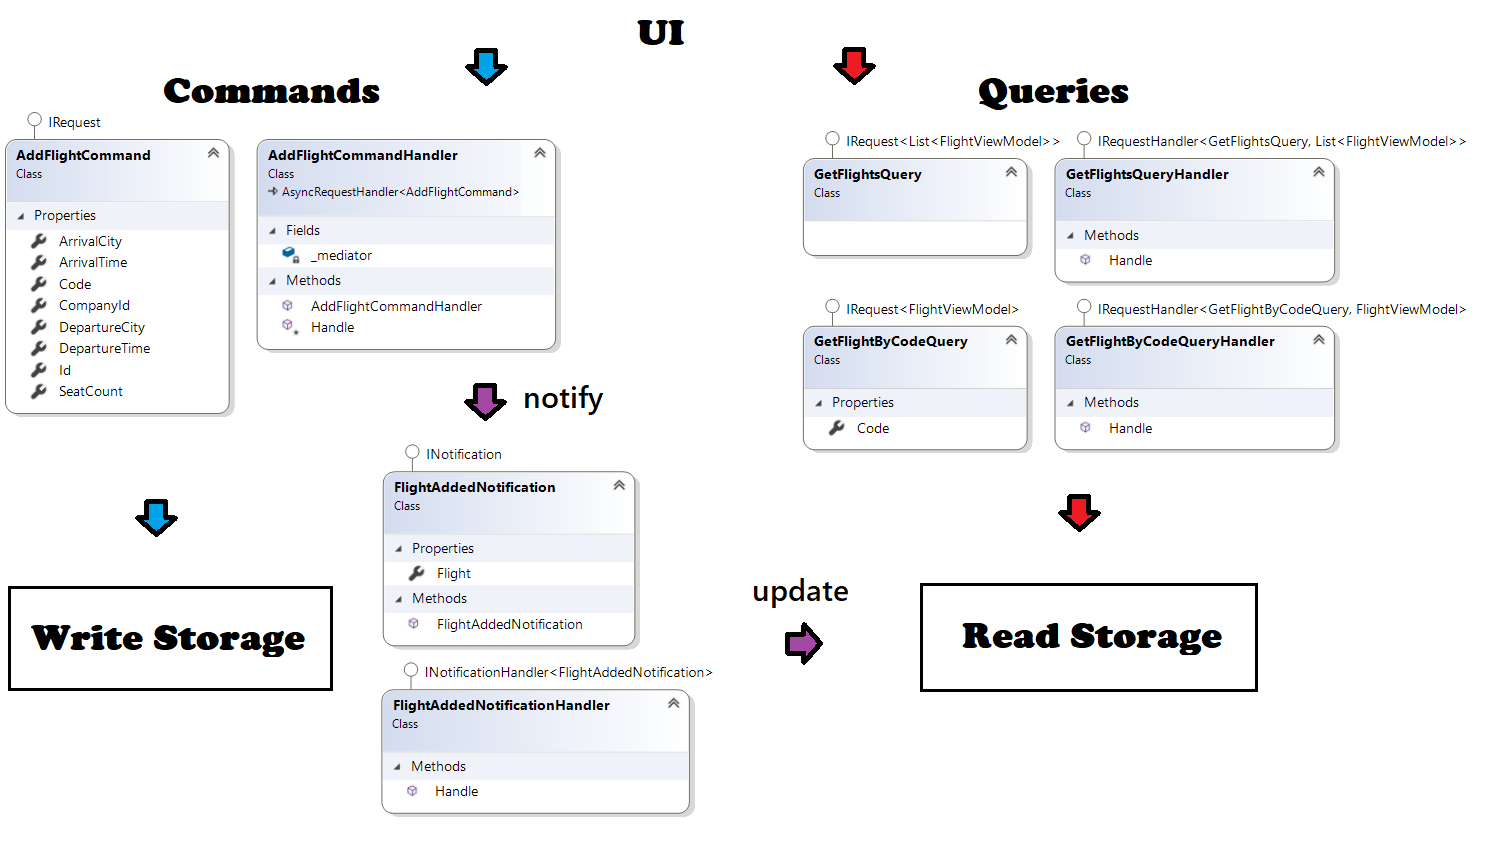 UI
Commands
IRequest
AddFlightCommand
Class
Properties
ArrivalCity
ArrivalTime
Code
CompanyId
DepartureCity
DepartureTime
Id
SeatCount
AddFlightCommandHandler
Class
AsyncRequestHandler<AddFlightCommand>
Fields
_mediator
Methods
AddFlightCommandHandler
Handle
notify
INotification
FlightAddedNotification
Class
Properties
Flight
Methods
FlightAddedNotification
INotificationHandler<FlightAddedNotification>
FlightAddedNotificationHandler
Class
Methods
Handle
Write Storage
update
Queries
IRequest<List<FlightViewModel>>
GetFlightsQuery
Class
IRequestHandler<GetFlightsQuery, List<FlightViewModel>>
GetFlightsQueryHandler
Class
Methods
Handle
IRequest<FlightViewModel>
GetFlightByCodeQuery
Class
Properties
Code
IRequestHandler<GetFlightByCodeQuery, FlightViewModel>
GetFlightByCodeQueryHandler
Class
Methods
Handle
Read Storage